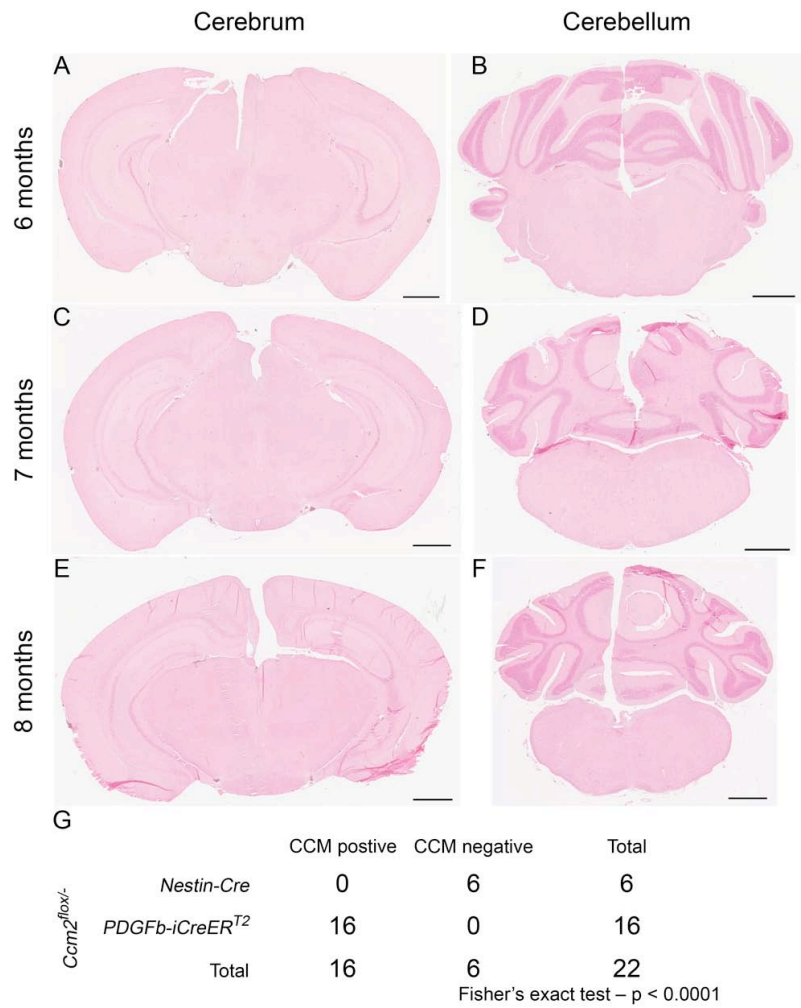 Cerebrum Cerebellum
A B
6 months
C D
7 months
E F
8 months
G
CCM postive CCM negative Total
Ccm2flox/-
Nestin-Cre 0 6 6
PDGFb-iCreERT2 16 0 16
Total 16 6 22
Fisher's exact test – p < 0.0001